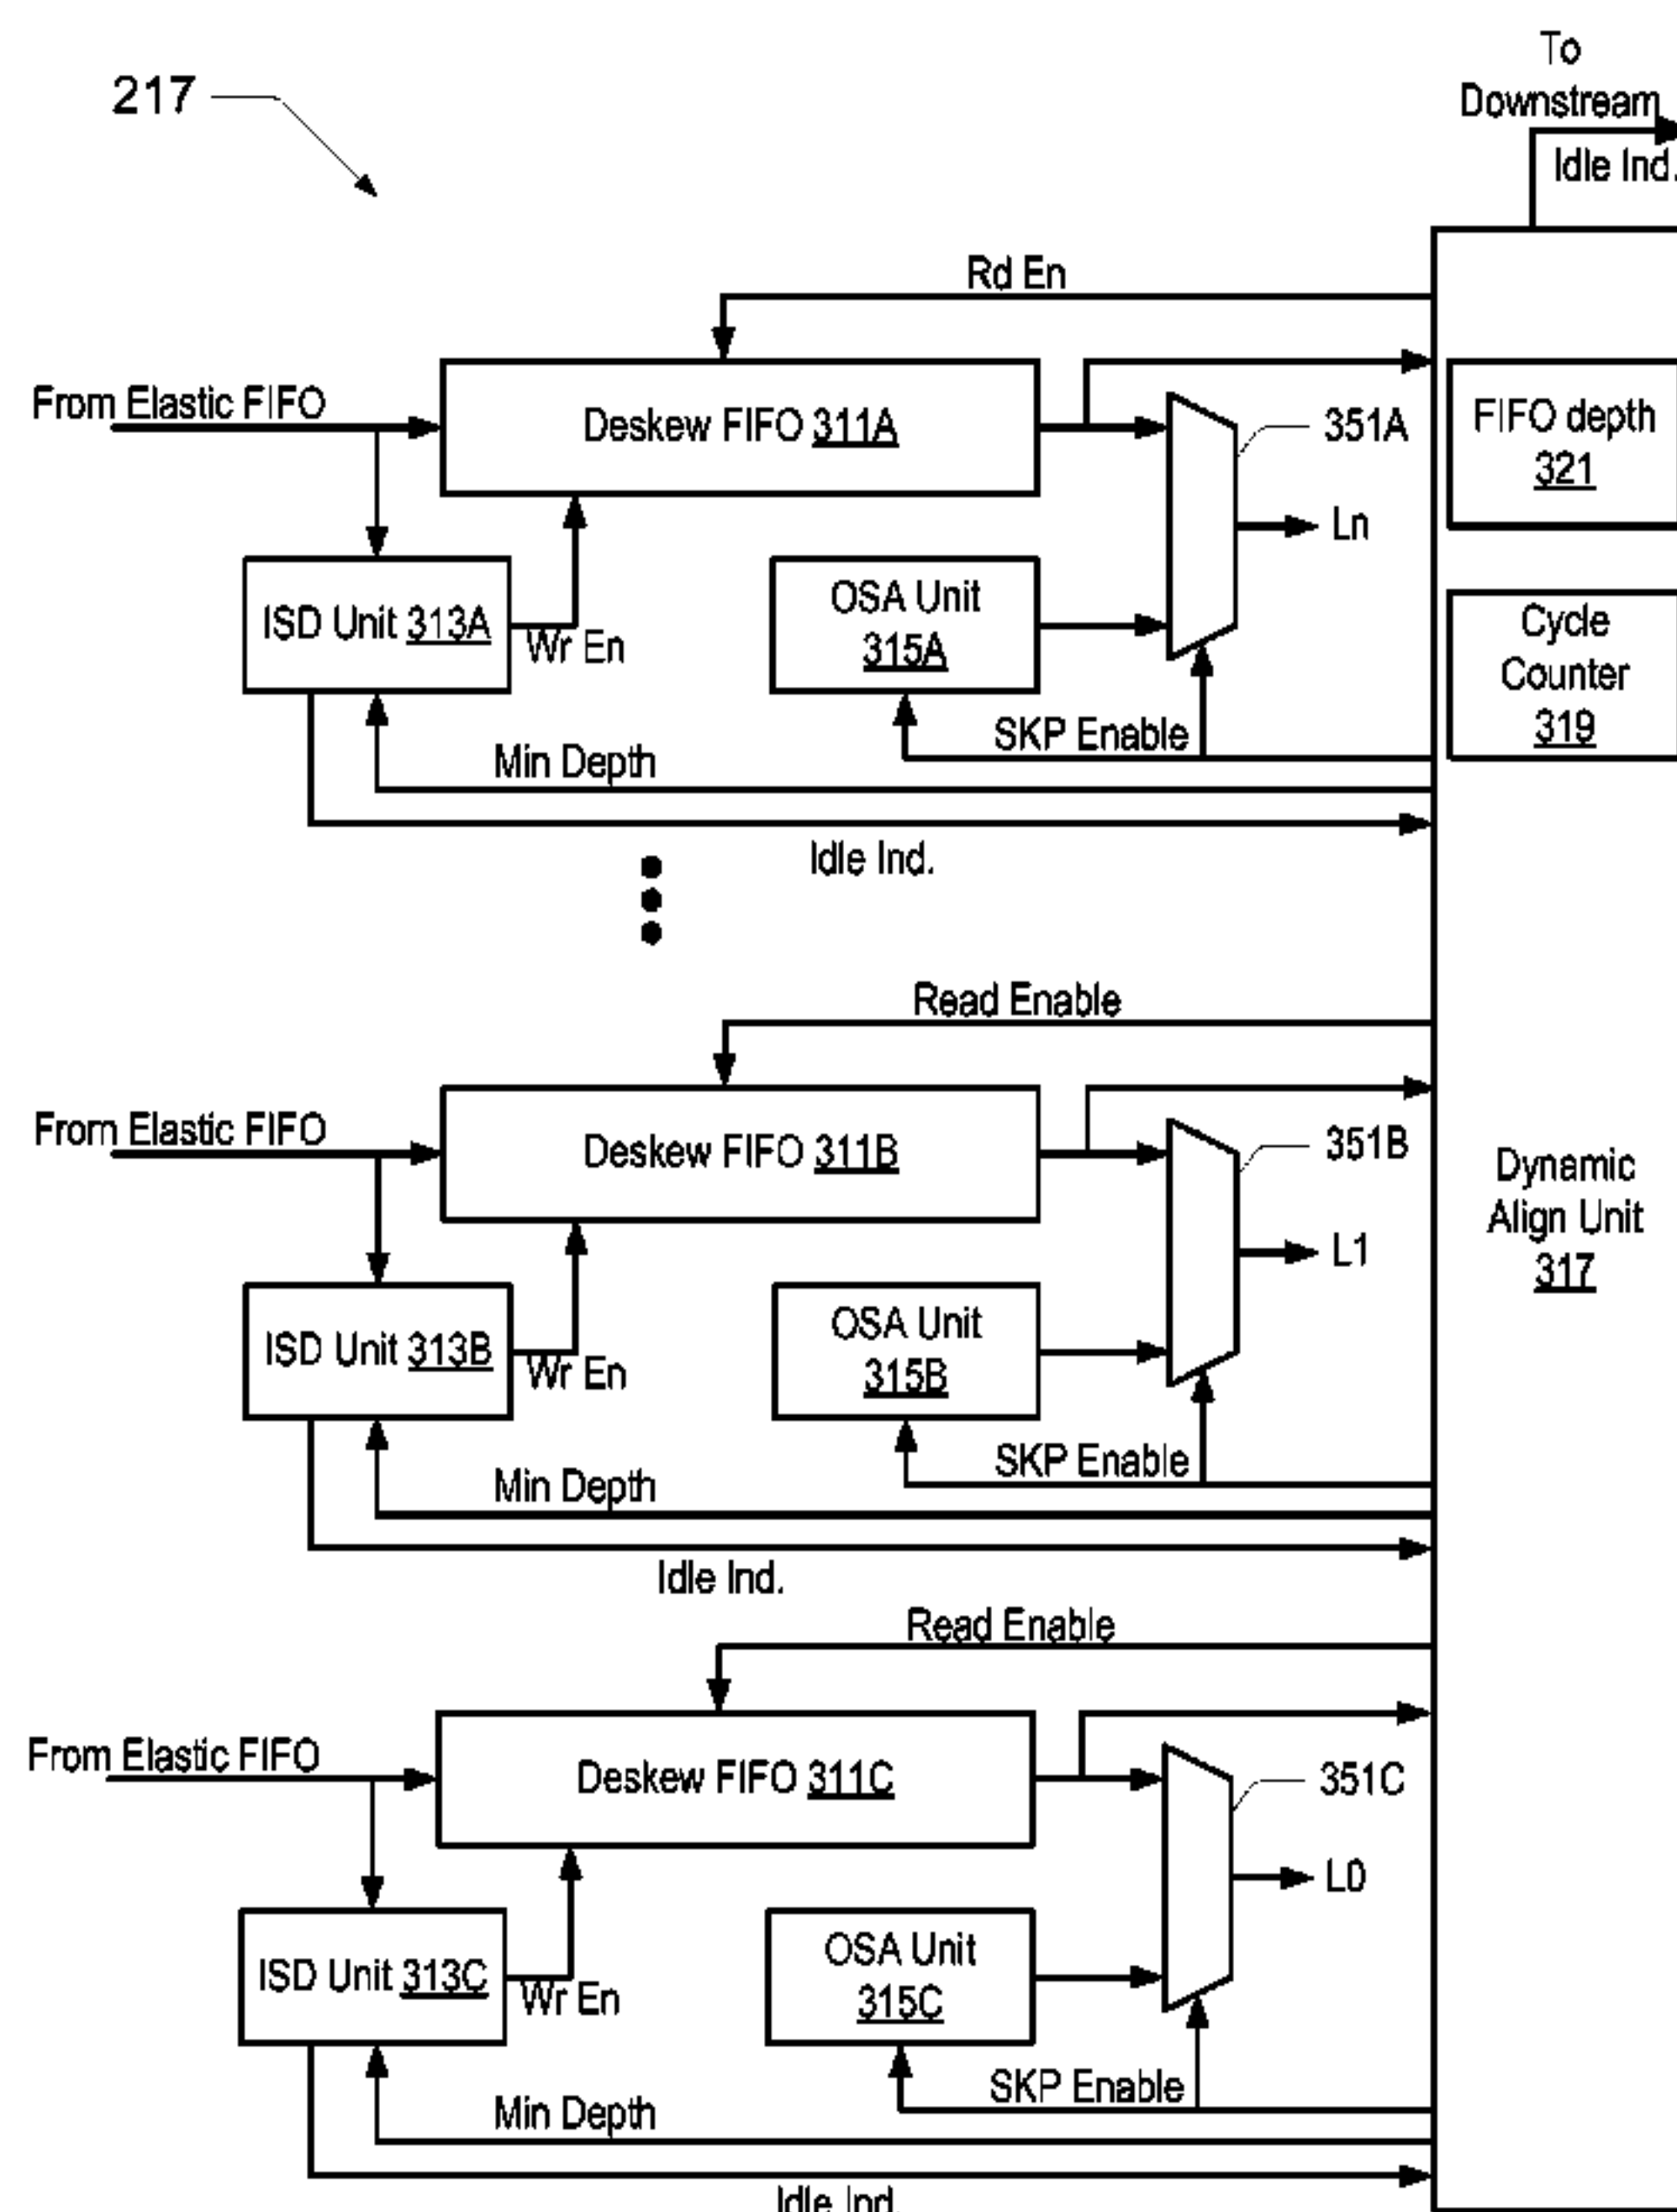 217
To
Downstream
Idle Ind.
Rd En
From Elastic FIFO
Deskew FIFO 311A
351A
FIFO depth
321
Ln
ISD Unit 313A
Wr En
OSA Unit
315A
Cycle
Counter
319
SKP Enable
Min Depth
Idle Ind.
Read Enable
From Elastic FIFO
Deskew FIFO 311B
351B
Dynamic
Align Unit
317
L1
ISD Unit 313B
Wr En
OSA Unit
315B
SKP Enable
Min Depth
Idle Ind.
Read Enable
From Elastic FIFO
Deskew FIFO 311C
351C
L0
ISD Unit 313C
Wr En
OSA Unit
315C
SKP Enable
Min Depth
Idle Ind.